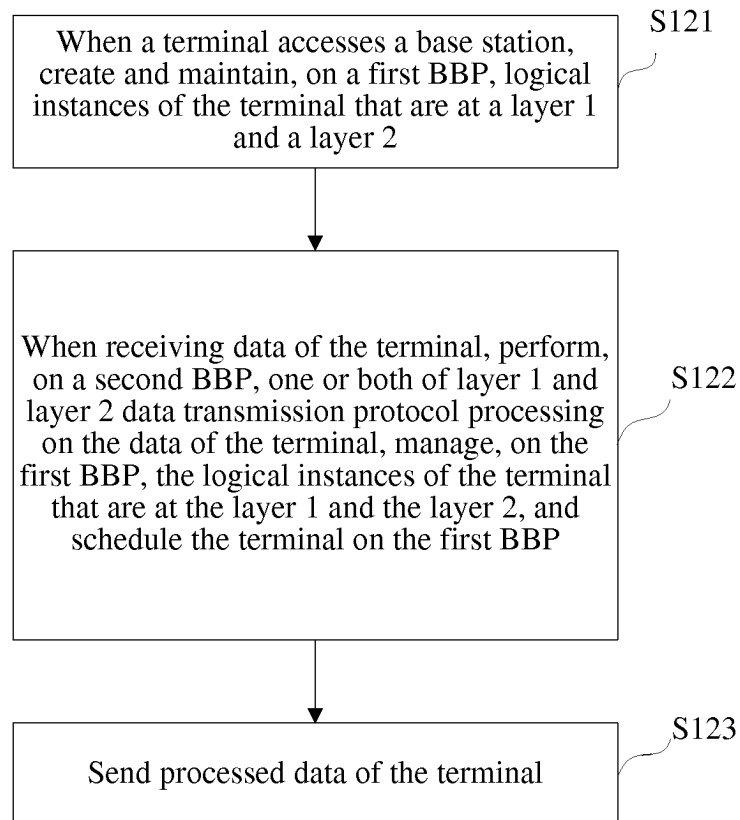 S121
When a terminal accesses a base station,
create and maintain, on a first BBP, logical
instances of the terminal that are at a layer 1
and a layer 2
When receiving data of the terminal, perform,
on a second BBP, one or both of layer 1 and
layer 2 data transmission protocol processing
on the data of the terminal, manage, on the
first BBP, the logical instances of the terminal
that are at the layer 1 and the layer 2, and
schedule the terminal on the first BBP
S122
S123
Send processed data of the terminal